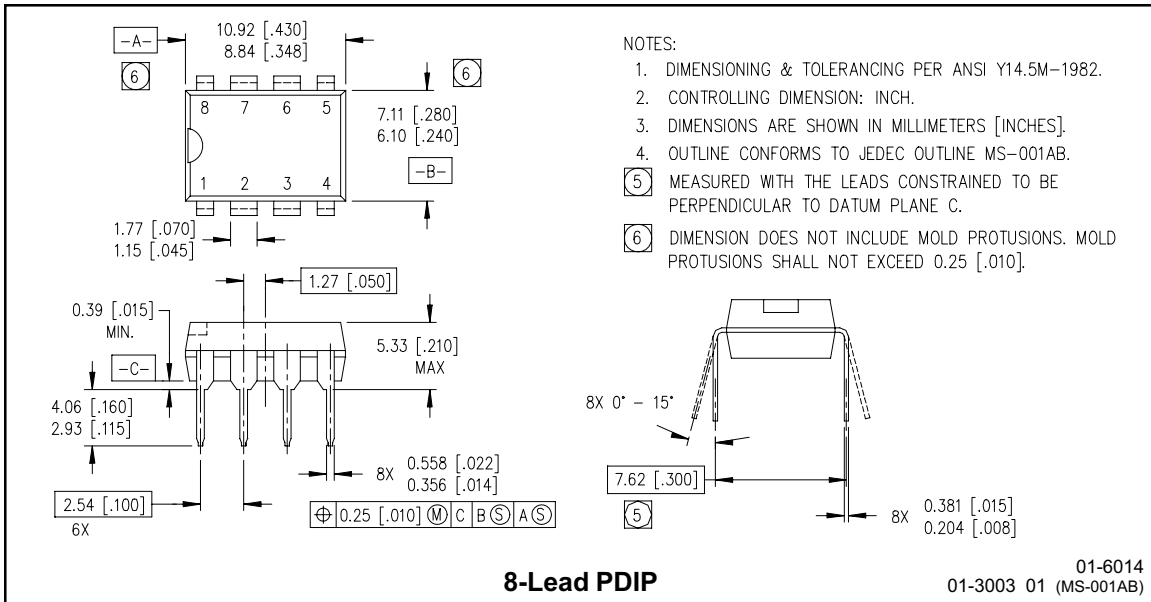 -A-
10.92 [.430]
8.84 [.348]
6
6
8 7 6 5
7.11 [.280]
6.10 [.240]
-B-
1 2 3 4
1.77 [.070]
1.15 [.045]
1.27 [.050]
0.39 [.015]
MIN.
5.33 [.210]
MAX
-C-
4.06 [.160]
2.93 [.115]
8X 0.558 [.022]
0.356 [.014]
2.54 [.100]
6X
⌖ 0.25 [.010] Ⓜ C B Ⓢ A Ⓢ
NOTES:
1. DIMENSIONING & TOLERANCING PER ANSI Y14.5M-1982.
2. CONTROLLING DIMENSION: INCH.
3. DIMENSIONS ARE SHOWN IN MILLIMETERS [INCHES].
4. OUTLINE CONFORMS TO JEDEC OUTLINE MS-001AB.
5 MEASURED WITH THE LEADS CONSTRAINED TO BE
PERPENDICULAR TO DATUM PLANE C.
6 DIMENSION DOES NOT INCLUDE MOLD PROTUSIONS. MOLD
PROTUSIONS SHALL NOT EXCEED 0.25 [.010].
8X 0° - 15°
7.62 [.300]
5
8X 0.381 [.015]
0.204 [.008]
8-Lead PDIP
01-6014
01-3003 01 (MS-001AB)